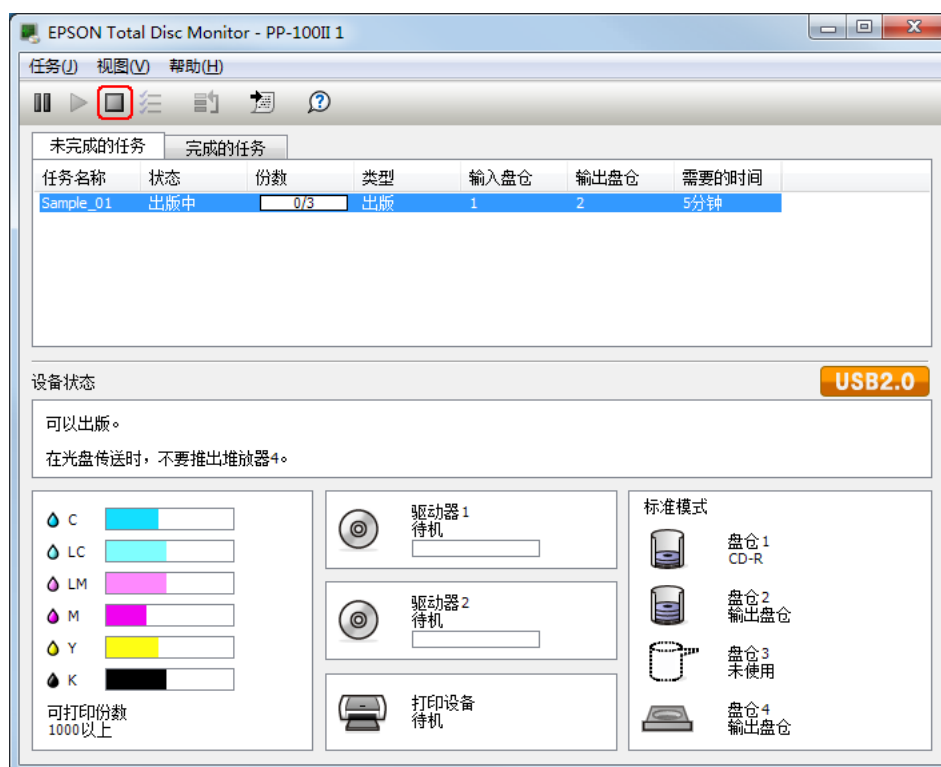 EPSON Total Disc Monitor - PP-100II 1
任务(J) 视图(V) 帮助(H)
未完成的任务 完成的任务
任务名称 状态 份数 类型 输入盘仓 输出盘仓 需要的时间
Sample_01 出版中 0/3 出版 1 2 5分钟
设备状态
USB2.0
可以出版。
在光盘传送时，不要推出堆放器4。
C
LC
LM
M
Y
K
可打印份数
1000以上
驱动器1
待机
驱动器2
待机
打印设备
待机
标准模式
盘仓1
CD-R
盘仓2
输出盘仓
盘仓3
未使用
盘仓4
输出盘仓